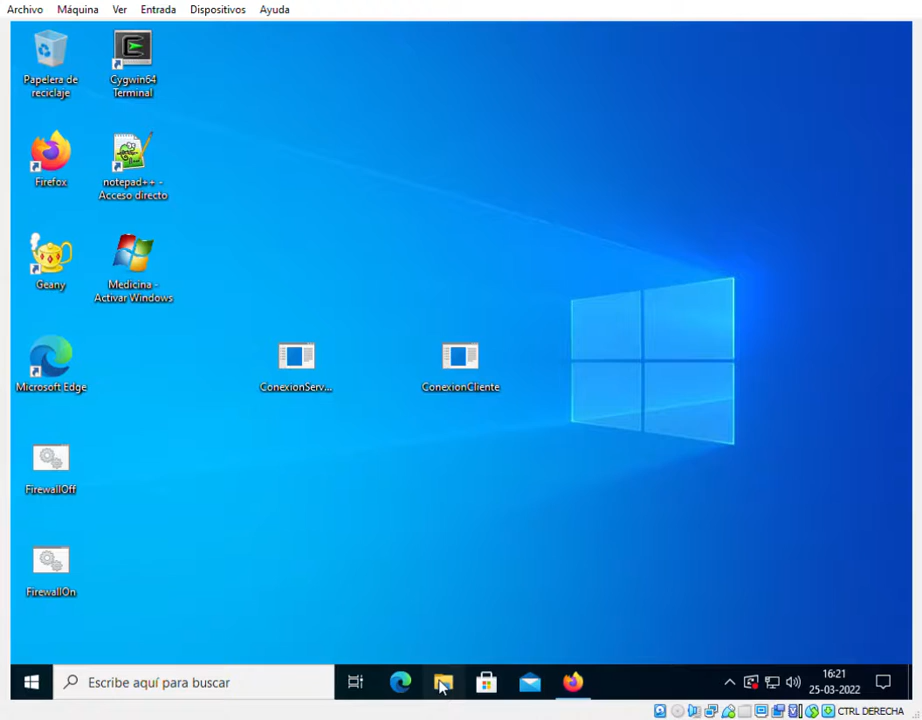 Archivo Máquina Ver Entrada Dispositivos Ayuda
Papelera de
reciclaje
Cygwin64
Terminal
Firefox
notepad++ -
Acceso directo
Geany
Medicina -
Activar Windows
Microsoft Edge
ConexionServ...
ConexionCliente
FirewallOff
FirewallOn
Escribe aquí para buscar
16:21
25-03-2022
CTRL DERECHA